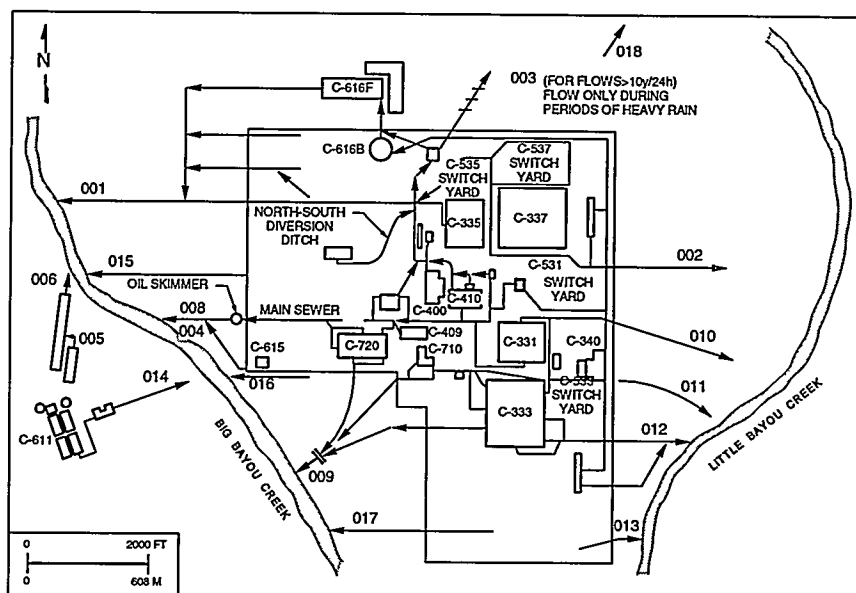 018
N
003 (FOR FLOWS>10y/24h)
FLOW ONLY DURING
PERIODS OF HEAVY RAIN
C-616F
C-616B
C-535
SWITCH
YARD
C-537
SWITCH
YARD
001
NORTH-SOUTH
DIVERSION
DITCH
C-335
C-337
002
015
006
OIL SKIMMER
C-531
SWITCH
YARD
008
MAIN SEWER
C-400
C-410
004
005
010
C-409
C-331
C-340
C-615
C-720
C-710
014
016
C-533
SWITCH
YARD
011
C-333
C-611
012
BIG BAYOU CREEK
LITTLE BAYOU CREEK
009
017
013
0 2000 FT
0 608 M